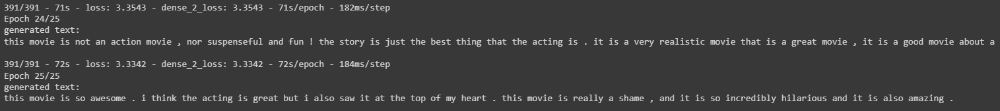 391/391 - 71s - loss: 3.3543 - dense_2_loss: 3.3543 - 71s/epoch - 182ms/step
Epoch 24/25
generated text:
this movie is not an action movie , nor suspenseful and fun ! the story is just the best thing that the acting is . it is a very realistic movie that is a great movie , it is a good movie about a
391/391 - 72s - loss: 3.3342 - dense_2_loss: 3.3342 - 72s/epoch - 184ms/step
Epoch 25/25
generated text:
this movie is so awesome . i think the acting is great but i also saw it at the top of my heart . this movie is really a shame , and it is so incredibly hilarious and it is also amazing .